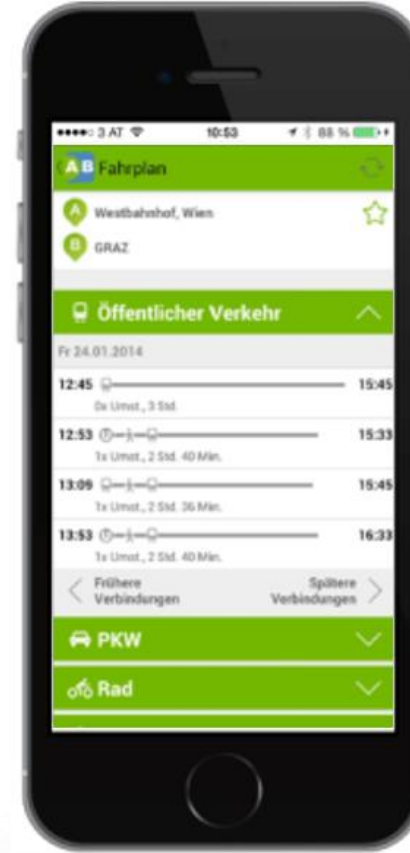 3 AT 10:53 88 %
AB Fahrplan
A Westbahnhof, Wien
B GRAZ
Öffentlicher Verkehr
Fr 24.01.2014
12:45 15:45
0x Umst., 3 Std.
12:53 15:33
1x Umst., 2 Std. 40 Min.
13:09 15:45
1x Umst., 2 Std. 36 Min.
13:53 16:33
1x Umst., 2 Std. 40 Min.
Frühere Spätere
Verbindungen Verbindungen
PKW
Rad